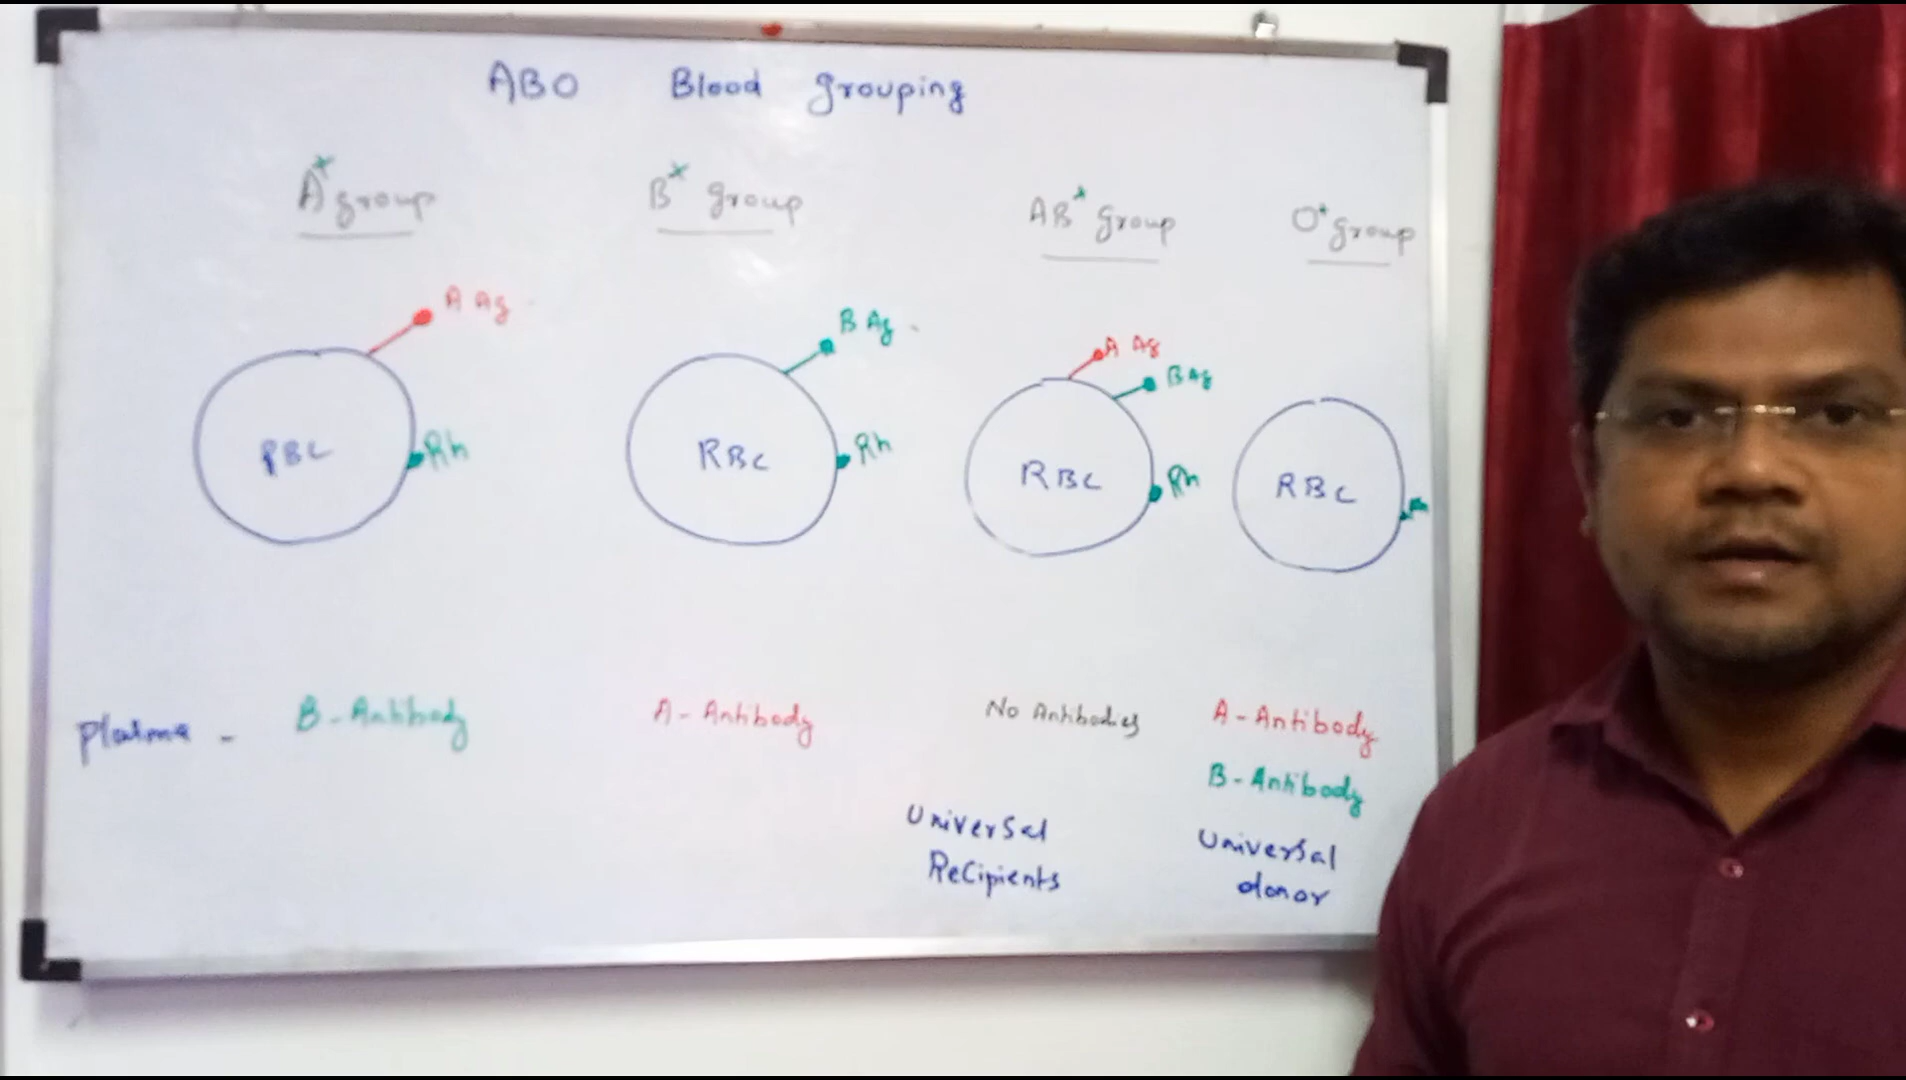 ABO Blood grouping
A+ group
B+ group
AB+ group
O+ group
A Ag
B Ag
A Ag
B Ag
RBC
Rh
RBC
Rh
RBC
Rh
RBC
Plasma -
B-Antibody
A-Antibody
No Antibodies
A-Antibody
B-Antibody
Universal
Recipients
Universal
donor